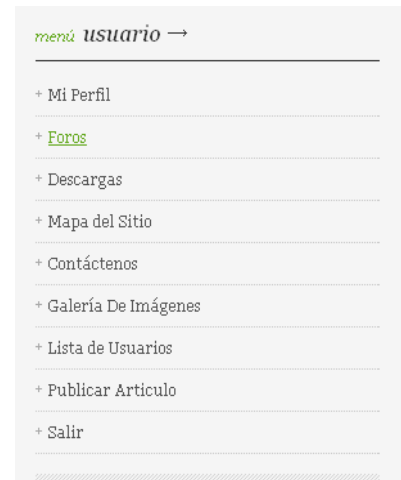 menú usuario →
+ Mi Perfil
+ Foros
+ Descargas
+ Mapa del Sitio
+ Contáctenos
+ Galería De Imágenes
+ Lista de Usuarios
+ Publicar Articulo
+ Salir